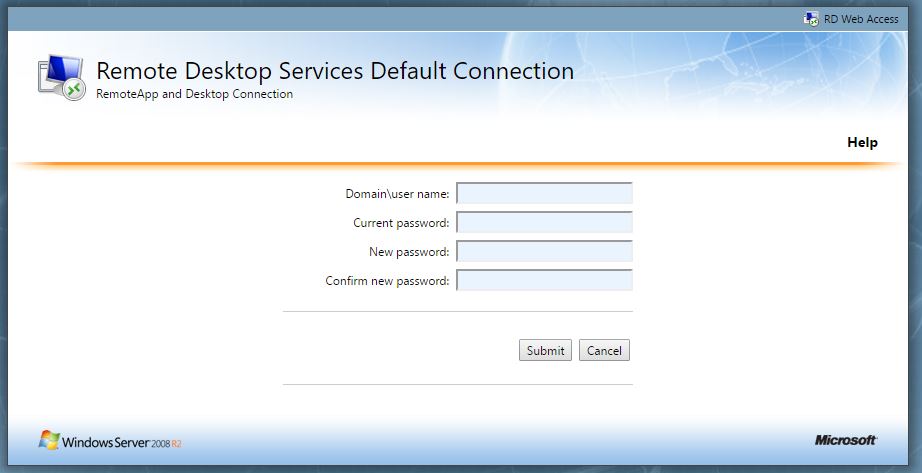 RD Web Access
Remote Desktop Services Default Connection
RemoteApp and Desktop Connection
Help
Domain\user name:
Current password:
New password:
Confirm new password:
Submit Cancel
Windows Server 2008 R2
Microsoft